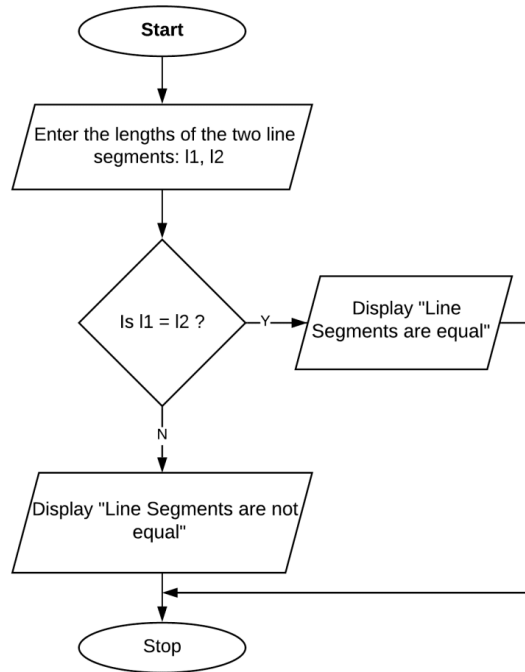 Start
Enter the lengths of the two line
segments: l1, l2
Is l1 = l2 ?
Y
Display "Line
Segments are equal"
N
Display "Line Segments are not
equal"
Stop